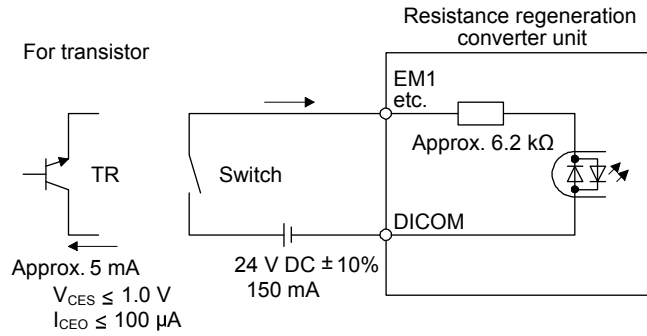 Resistance regeneration
converter unit
For transistor
EM1
etc.
Approx. 6.2 kΩ
TR
Switch
DICOM
Approx. 5 mA
V_CES ≤ 1.0 V
I_CEO ≤ 100 µA
24 V DC ±10%
150 mA